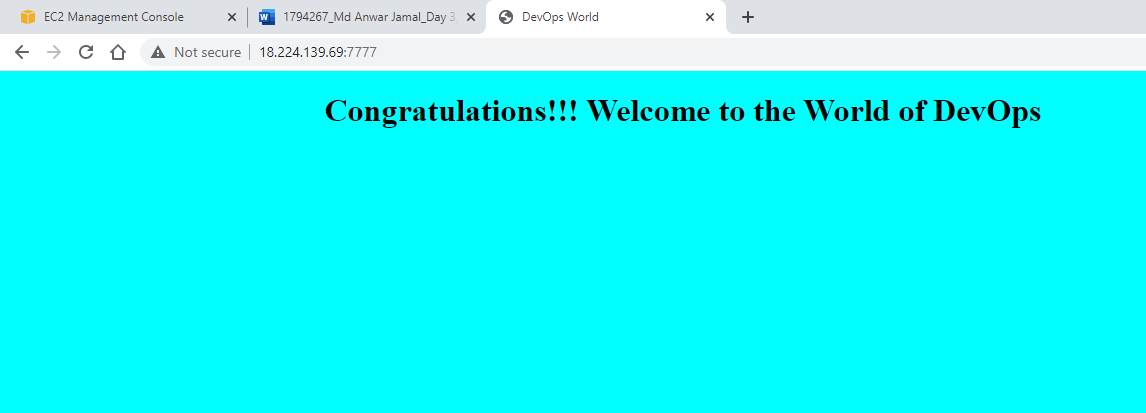 EC2 Management Console
1794267_Md Anwar Jamal_Day 3
DevOps World
Not secure
18.224.139.69:7777
Congratulations!!! Welcome to the World of DevOps